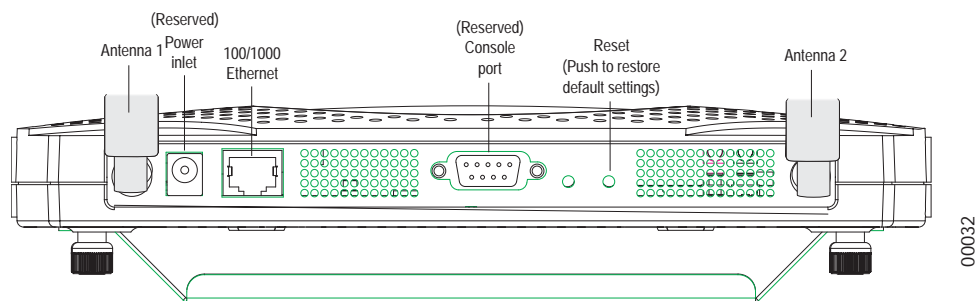 Antenna 1
(Reserved)
Power
inlet
100/1000
Ethernet
(Reserved)
Console
port
Reset
(Push to restore
default settings)
Antenna 2
00032